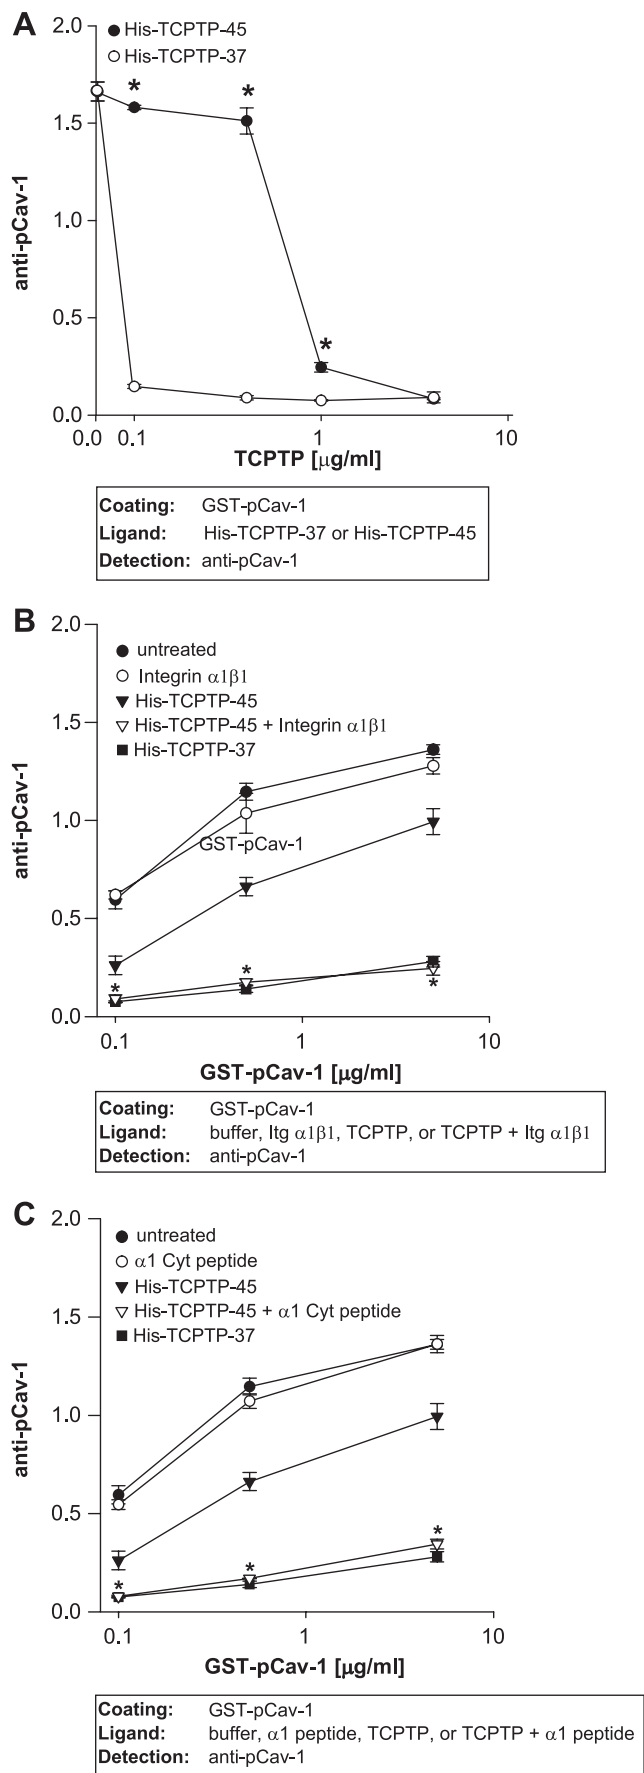 A
2.0
His-TCPTP-45
His-TCPTP-37
*
*
1.5
anti-pCav-1
1.0
0.5
*
0.0
0.0 0.1 1 10
TCPTP [μg/ml]
Coating: GST-pCav-1
Ligand: His-TCPTP-37 or His-TCPTP-45
Detection: anti-pCav-1
B
2.0
untreated
Integrin α1β1
His-TCPTP-45
His-TCPTP-45 + Integrin α1β1
His-TCPTP-37
1.5
anti-pCav-1
1.0
GST-pCav-1
0.5
* * *
0.0
0.1 1 10
GST-pCav-1 [μg/ml]
Coating: GST-pCav-1
Ligand: buffer, Itg α1β1, TCPTP, or TCPTP + Itg α1β1
Detection: anti-pCav-1
C
2.0
untreated
α1 Cyt peptide
His-TCPTP-45
His-TCPTP-45 + α1 Cyt peptide
His-TCPTP-37
1.5
anti-pCav-1
1.0
0.5
* * *
0.0
0.1 1 10
GST-pCav-1 [μg/ml]
Coating: GST-pCav-1
Ligand: buffer, α1 peptide, TCPTP, or TCPTP + α1 peptide
Detection: anti-pCav-1